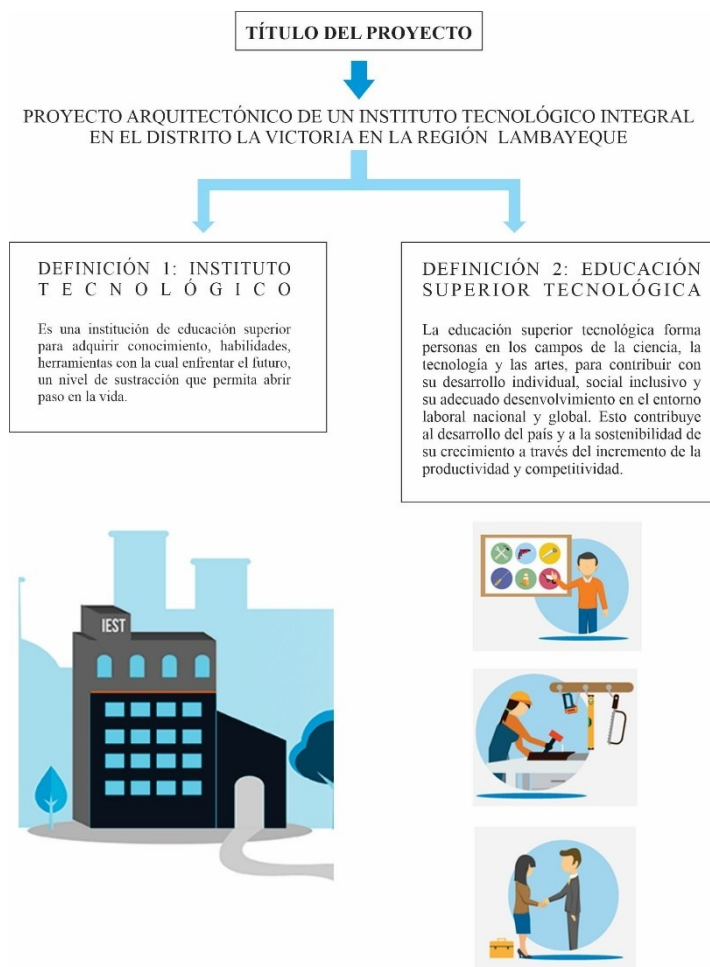 TÍTULO DEL PROYECTO
PROYECTO ARQUITECTÓNICO DE UN INSTITUTO TECNOLÓGICO INTEGRAL
EN EL DISTRITO LA VICTORIA EN LA REGIÓN LAMBAYEQUE
DEFINICIÓN 1: INSTITUTO
TECNOLÓGICO
Es una institución de educación superior
para adquirir conocimiento, habilidades,
herramientas con la cual enfrentar el futuro,
un nivel de sustracción que permita abrir
paso en la vida.
DEFINICIÓN 2: EDUCACIÓN
SUPERIOR TECNOLÓGICA
La educación superior tecnológica forma
personas en los campos de la ciencia, la
tecnología y las artes, para contribuir con
su desarrollo individual, social inclusivo y
su adecuado desenvolvimiento en el entorno
laboral nacional y global. Esto contribuye
al desarrollo del país y a la sostenibilidad de
su crecimiento a través del incremento de la
productividad y competitividad.
IEST